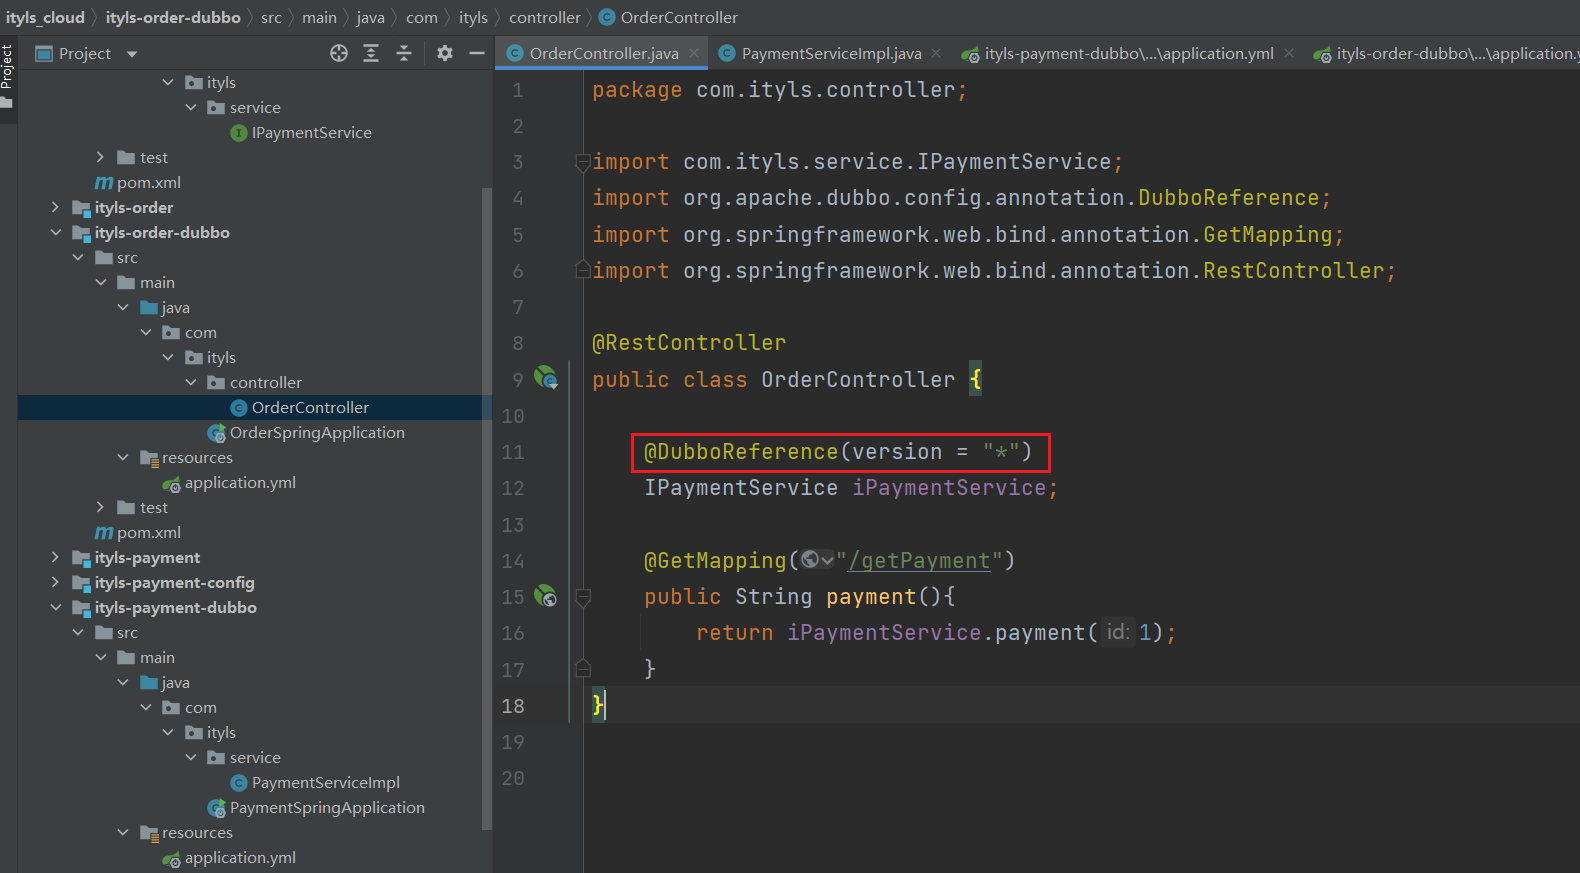 ityls_cloud ityls-order-dubbo src main java com ityls controller OrderController
Project
Project
ityls
service
IPaymentService
test
pom.xml
ityls-order
ityls-order-dubbo
src
main
java
com
ityls
controller
OrderController
OrderSpringApplication
resources
application.yml
test
pom.xml
ityls-payment
ityls-payment-config
ityls-payment-dubbo
src
main
java
com
ityls
service
PaymentServiceImpl
PaymentSpringApplication
resources
application.yml
OrderController.java PaymentServiceImpl.java ityls-payment-dubbo\...\application.yml ityls-order-dubbo\...\application.y
1 package com.ityls.controller;
2
3 import com.ityls.service.IPaymentService;
4 import org.apache.dubbo.config.annotation.DubboReference;
5 import org.springframework.web.bind.annotation.GetMapping;
6 import org.springframework.web.bind.annotation.RestController;
7
8 @RestController
9 public class OrderController {
10
11 @DubboReference(version = "*")
12 IPaymentService iPaymentService;
13
14 @GetMapping("/getPayment")
15 public String payment(){
16 return iPaymentService.payment( id: 1);
17 }
18 }
19
20